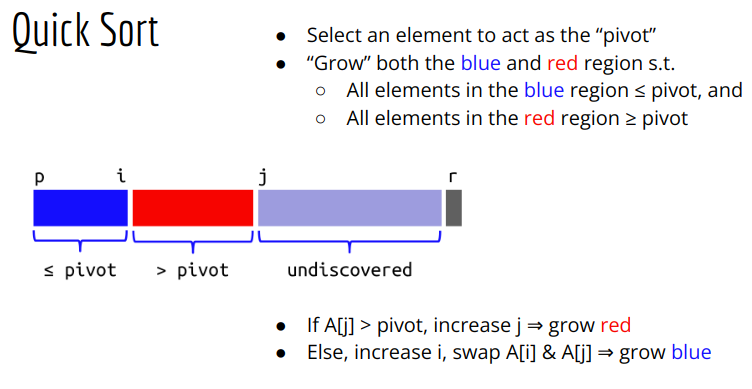 Quick Sort
● Select an element to act as the “pivot”
● “Grow” both the blue and red region s.t.
○ All elements in the blue region ≤ pivot, and
○ All elements in the red region ≥ pivot
p i j r
≤ pivot > pivot undiscovered
● If A[j] > pivot, increase j ⇒ grow red
● Else, increase i, swap A[i] & A[j] ⇒ grow blue